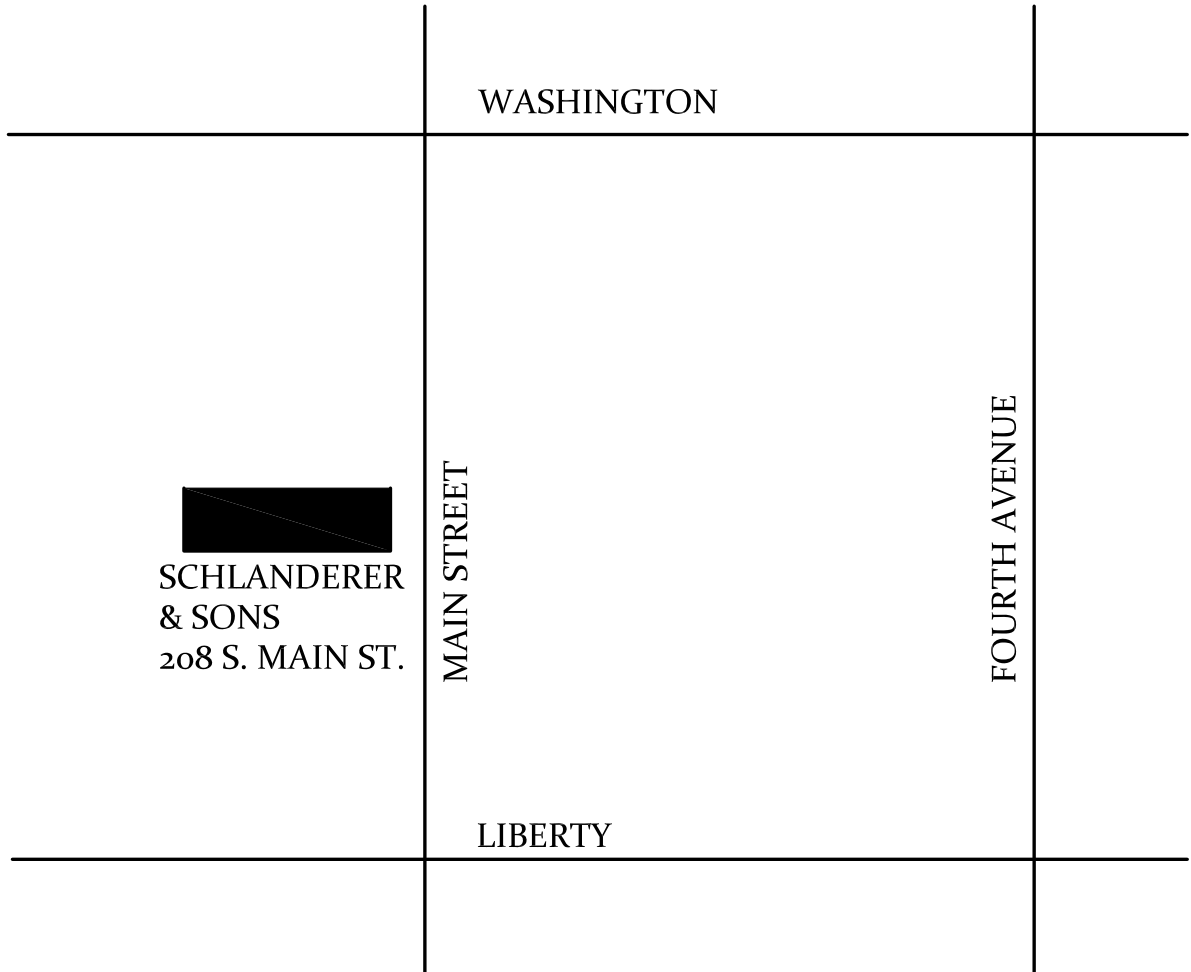 WASHINGTON
MAIN STREET
FOURTH AVENUE
SCHLANDERER
& SONS
208 S. MAIN ST.
LIBERTY